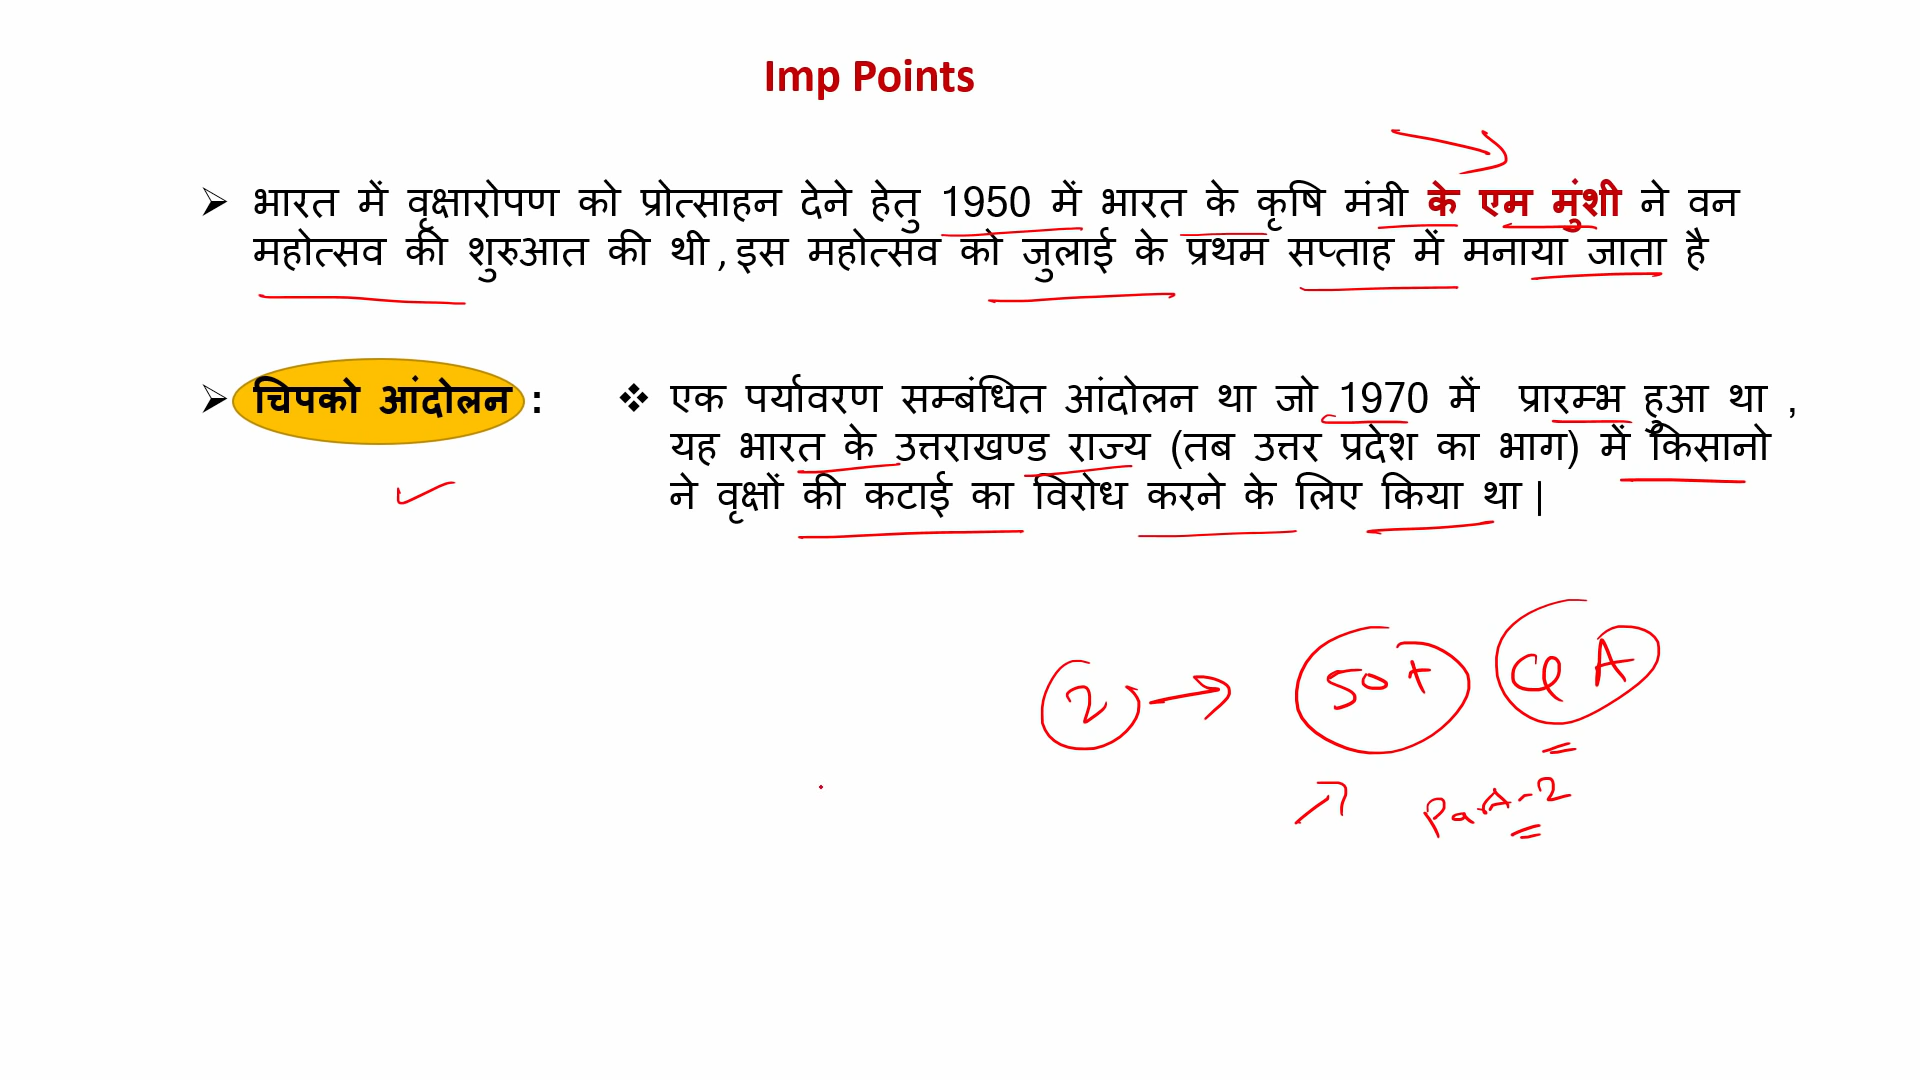 Imp Points
➢ भारत में वृक्षारोपण को प्रोत्साहन देने हेतु 1950 में भारत के कृषि मंत्री के एम मुंशी ने वन
महोत्सव की शुरुआत की थी , इस महोत्सव को जुलाई के प्रथम सप्ताह में मनाया जाता है
➢ चिपको आंदोलन : ❖ एक पर्यावरण सम्बंधित आंदोलन था जो 1970 में प्रारम्भ हुआ था ,
यह भारत के उत्तराखण्ड राज्य (तब उत्तर प्रदेश का भाग) में किसानो
ने वृक्षों की कटाई का विरोध करने के लिए किया था |
2 → 50+ Q A
Part-2